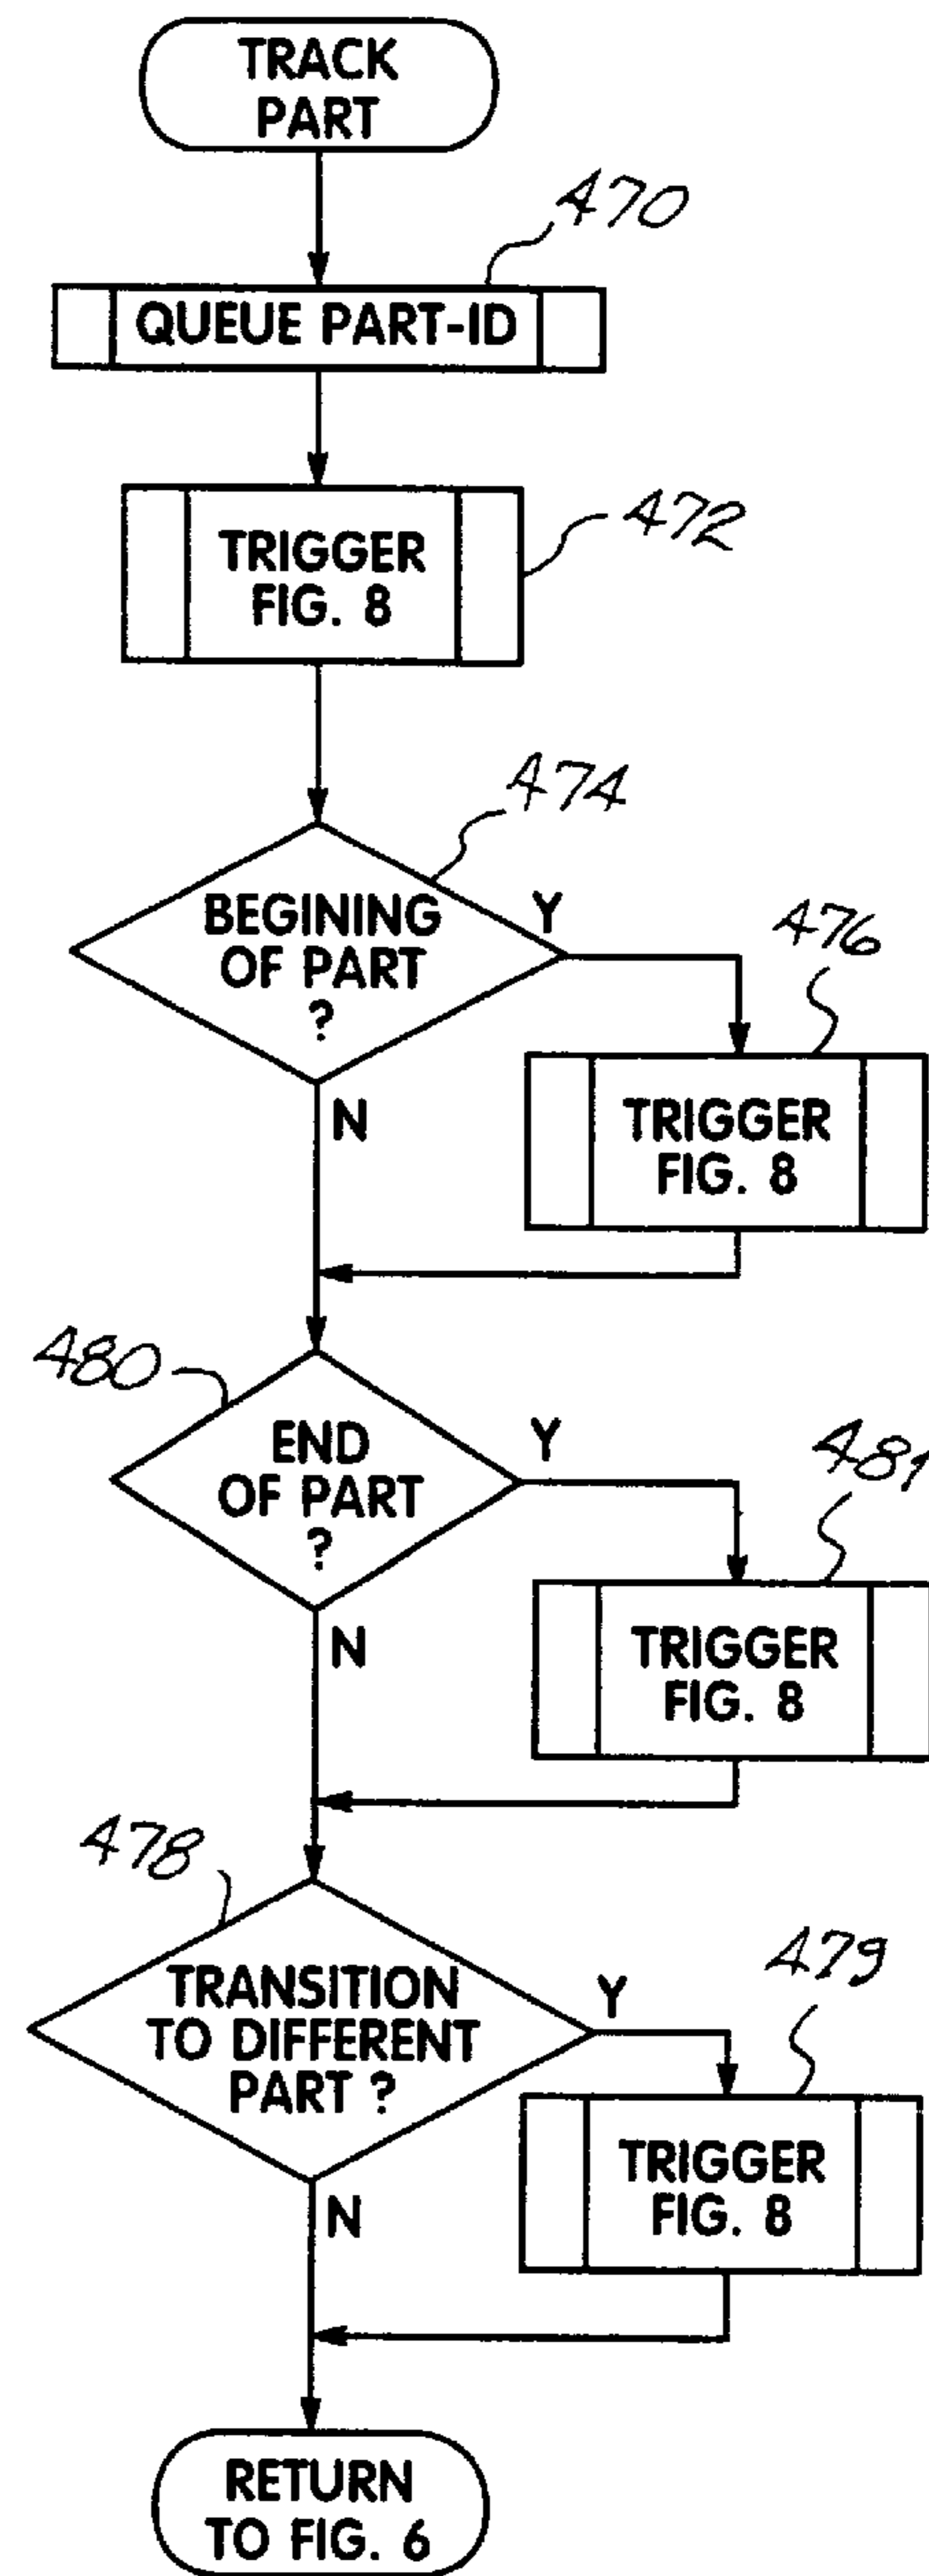 TRACK
PART
470
QUEUE PART-ID
472
TRIGGER
FIG. 8
474
BEGINING
OF PART
?
Y
N
476
TRIGGER
FIG. 8
480
END
OF PART
?
Y
N
481
TRIGGER
FIG. 8
478
TRANSITION
TO DIFFERENT
PART ?
Y
N
479
TRIGGER
FIG. 8
RETURN
TO FIG. 6